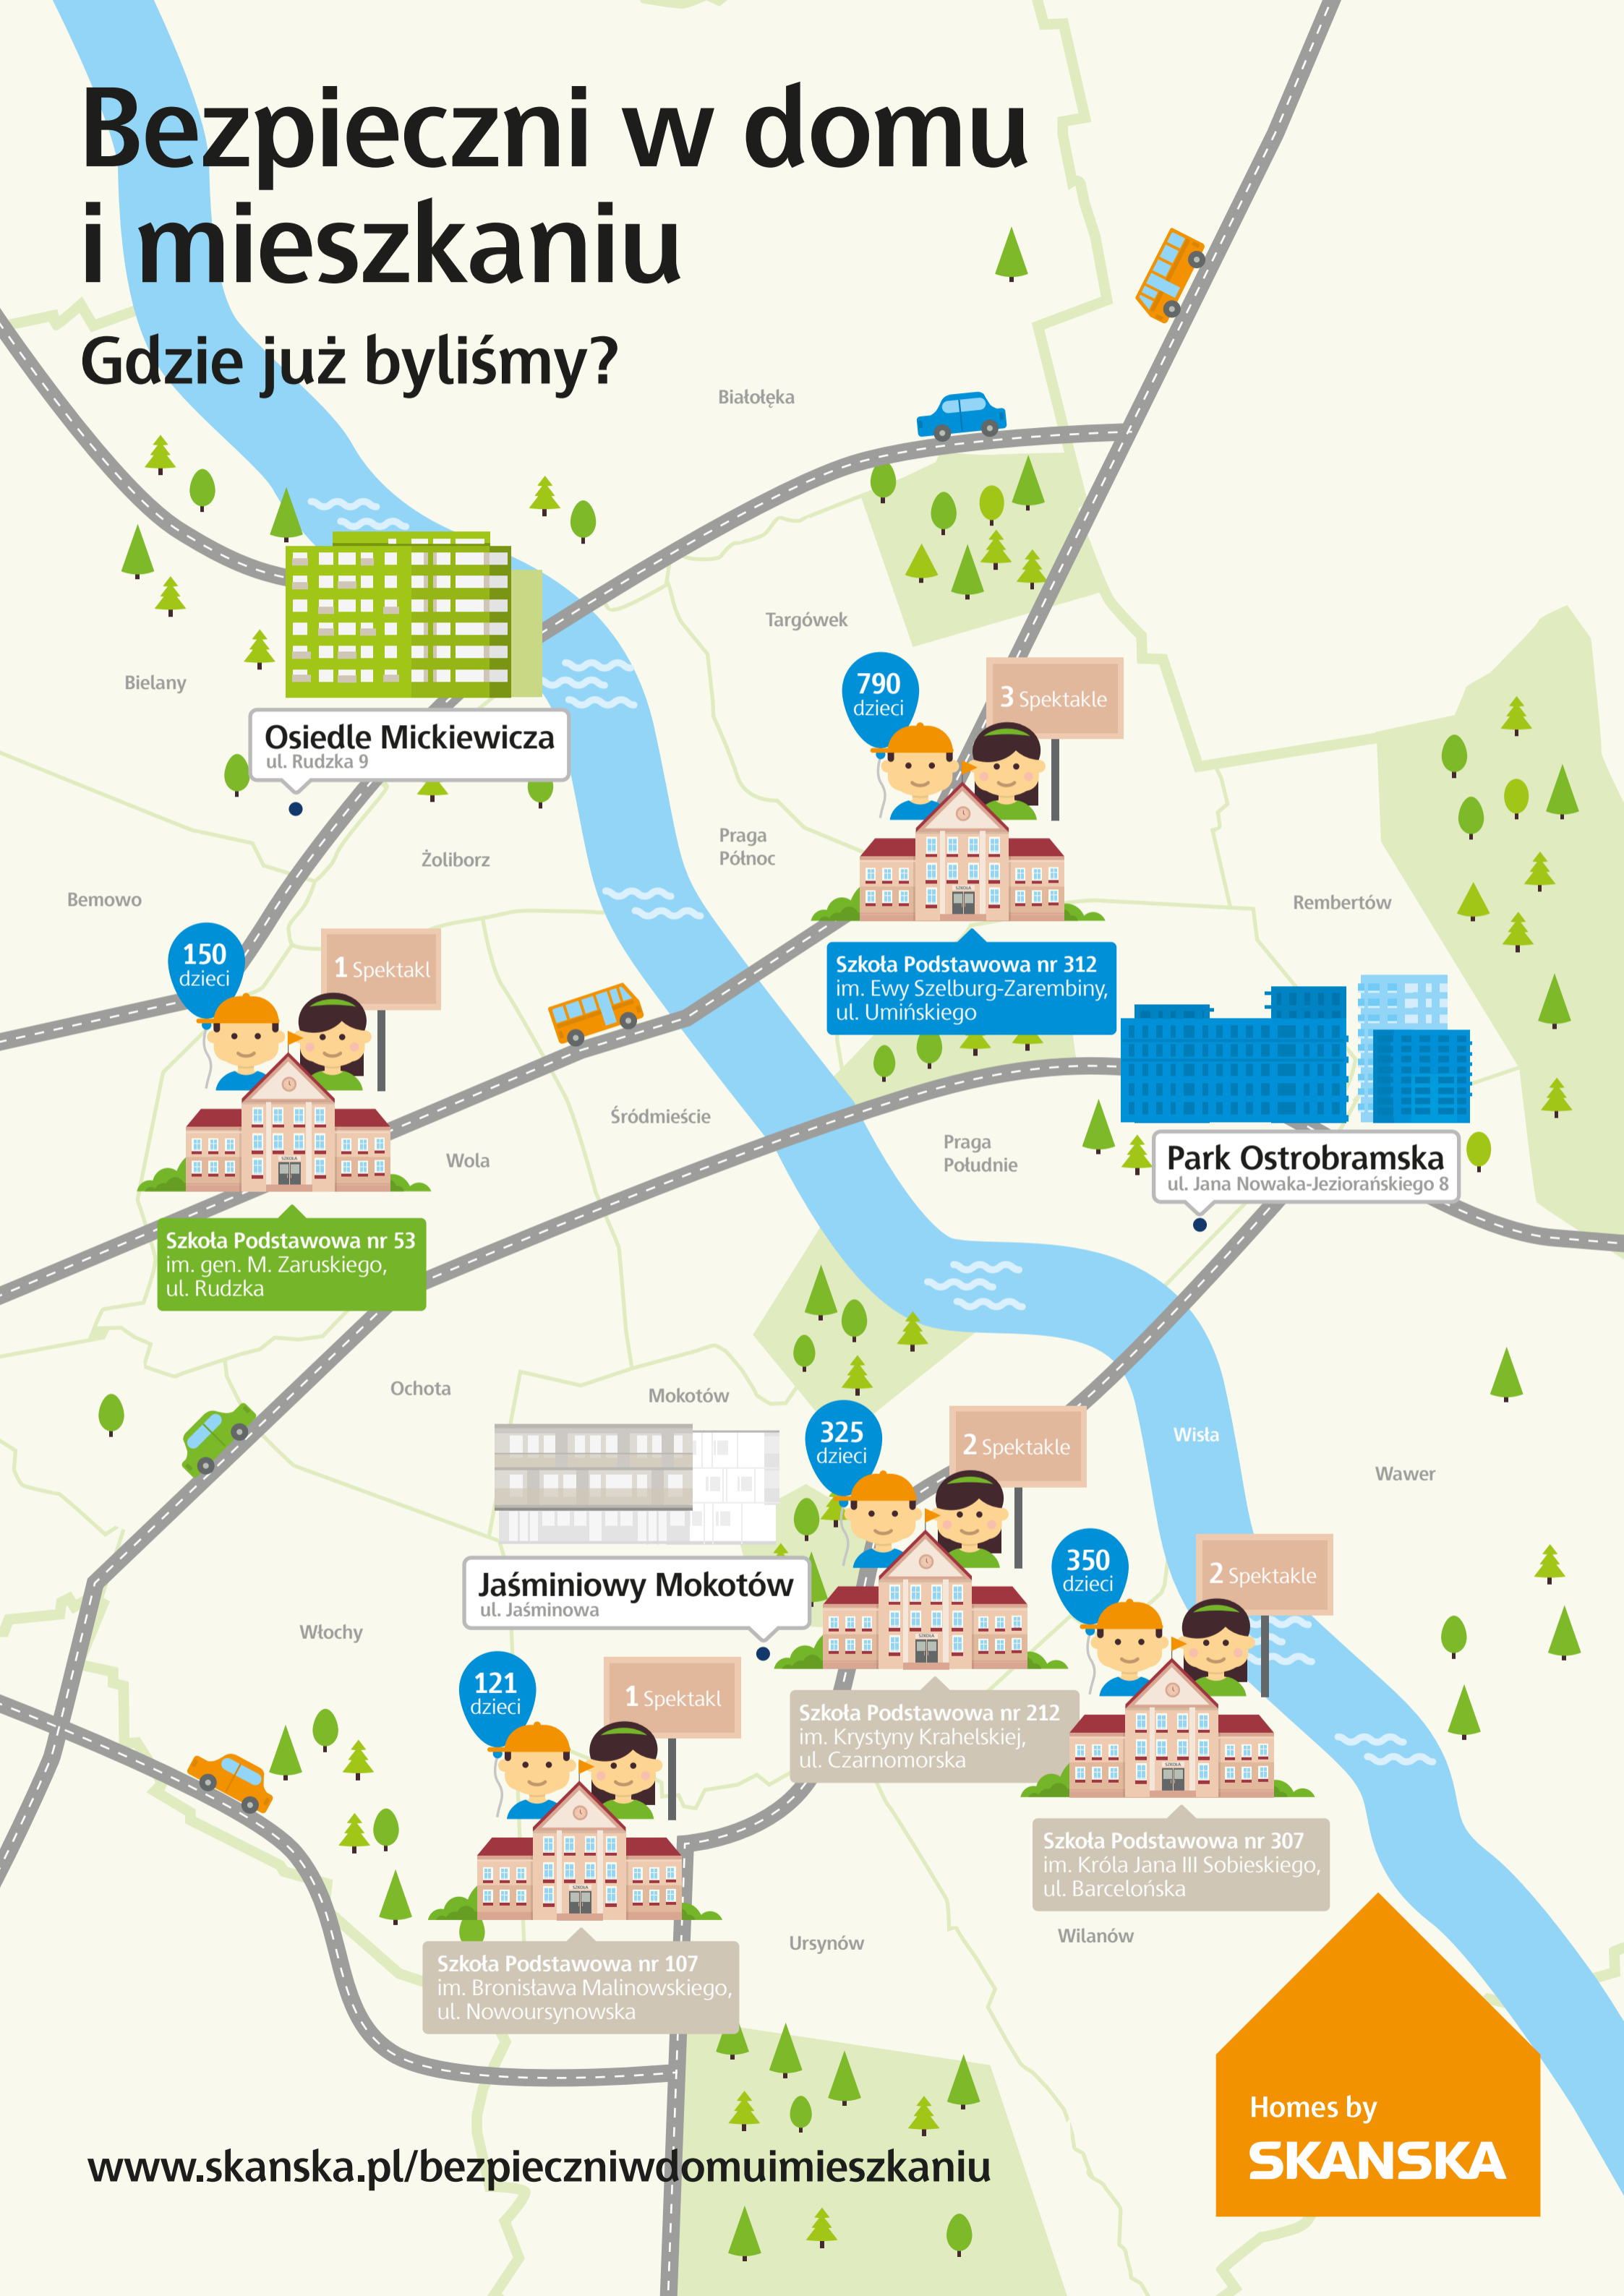 Bezpieczni w domu
i mieszkaniu
Gdzie już byliśmy?
Białołęka
Targówek
Bielany
790
dzieci
3 Spektakle
Osiedle Mickiewicza
ul. Rudzka 9
Praga
Północ
Żoliborz
Bemowo
Rembertów
SZKOŁA
150
dzieci
1 Spektakl
Szkoła Podstawowa nr 312
im. Ewy Szelburg-Zarembiny,
ul. Umińskiego
Śródmieście
Wola
SZKOŁA
Praga
Południe
Park Ostrobramska
ul. Jana Nowaka-Jeziorańskiego 8
Szkoła Podstawowa nr 53
im. gen. M. Zaruskiego,
ul. Rudzka
Ochota
Mokotów
325
dzieci
2 Spektakle
Wisła
Wawer
Jaśminiowy Mokotów
ul. Jaśminowa
350
dzieci
2 Spektakle
SZKOŁA
Włochy
121
dzieci
1 Spektakl
Szkoła Podstawowa nr 212
im. Krystyny Krahelskiej,
ul. Czarnomorska
SZKOŁA
Szkoła Podstawowa nr 307
im. Króla Jana III Sobieskiego,
ul. Barcelońska
SZKOŁA
Ursynów
Wilanów
Szkoła Podstawowa nr 107
im. Bronisława Malinowskiego,
ul. Nowoursynowska
Homes by
SKANSKA
www.skanska.pl/bezpieczniwdomuimieszkaniu